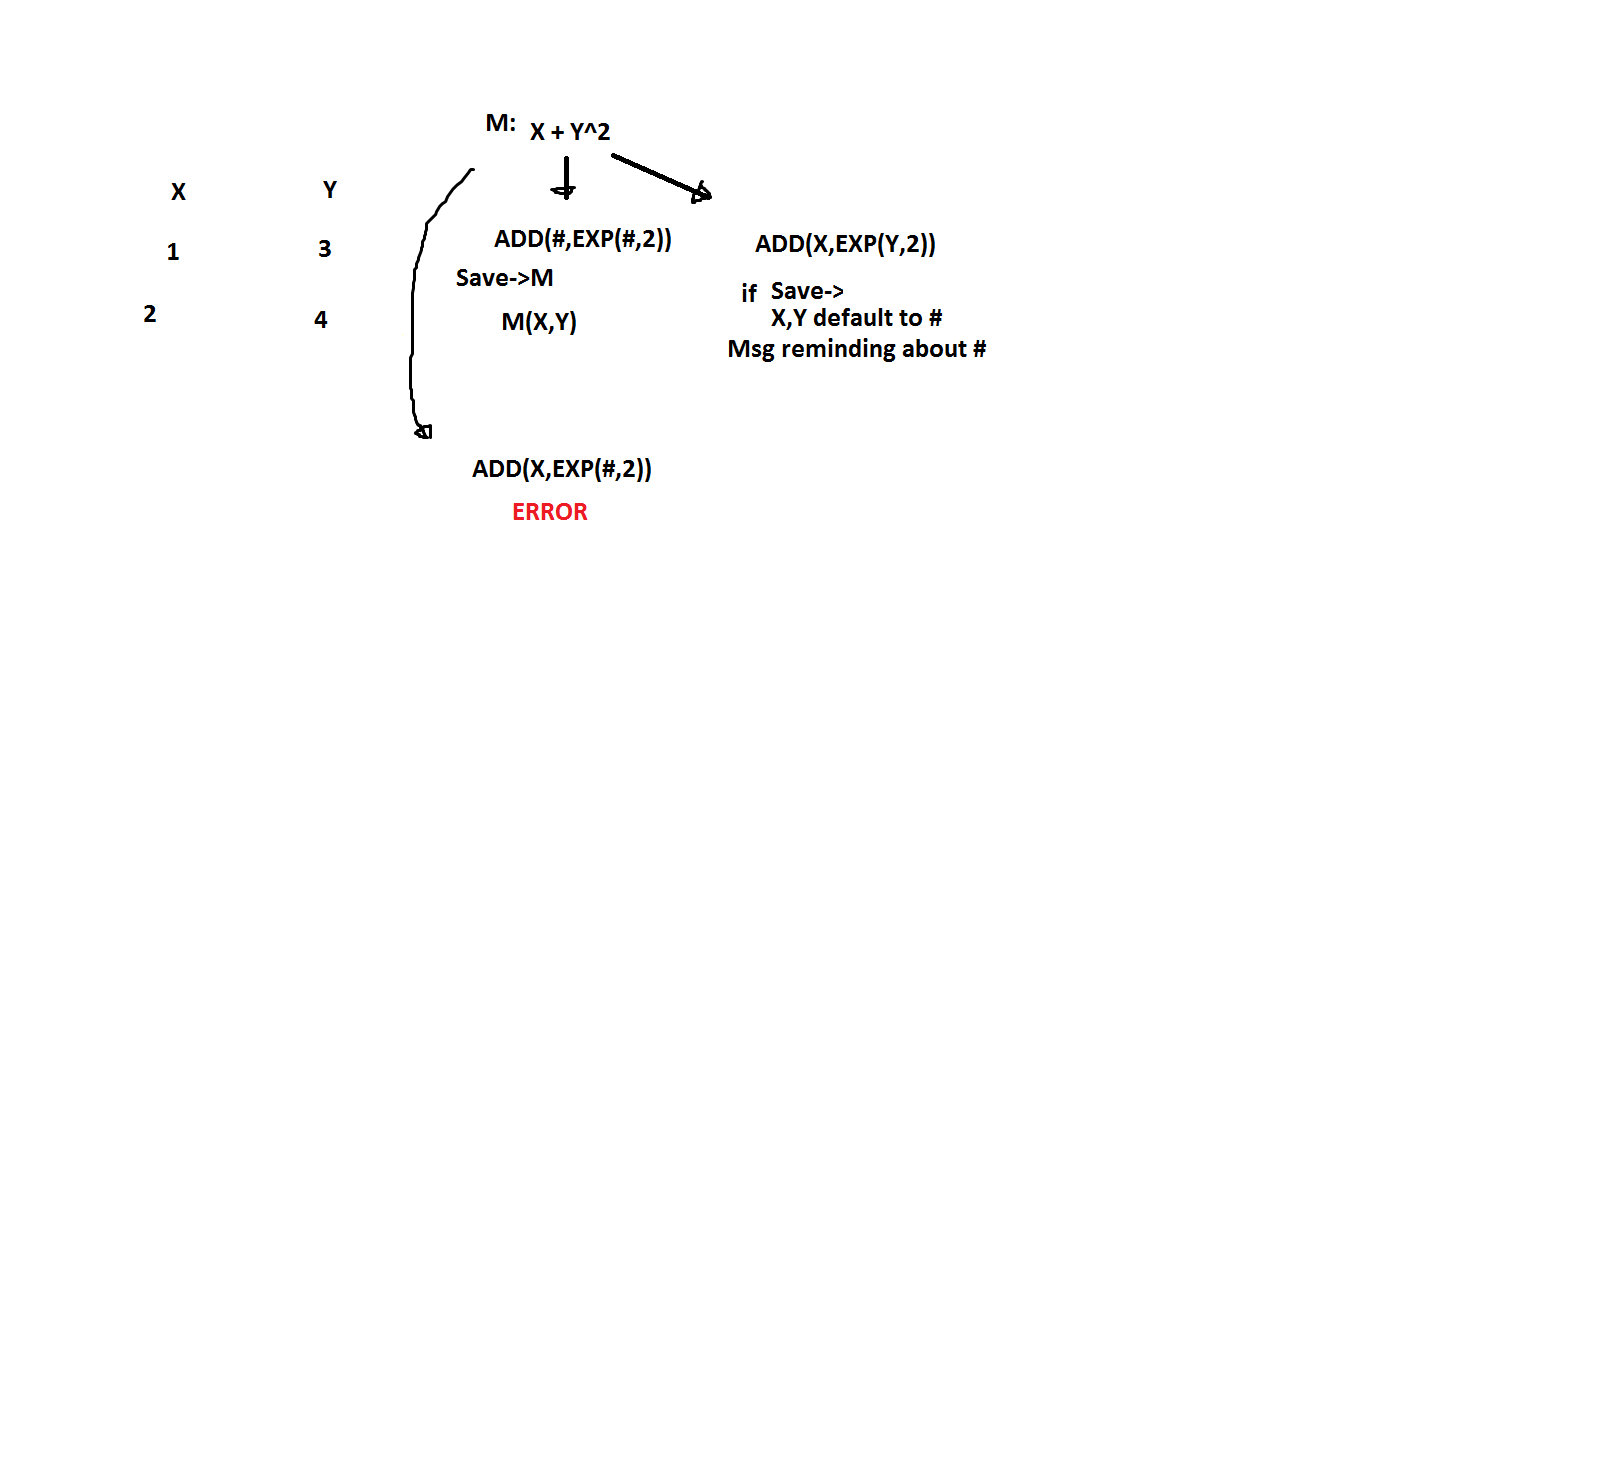 M: X + Y^2
X Y
1 3
2 4
ADD(#,EXP(#,2))
Save->M
M(X,Y)
ADD(X,EXP(Y,2))
if Save->
X,Y default to #
Msg reminding about #
ADD(X,EXP(#,2))
ERROR